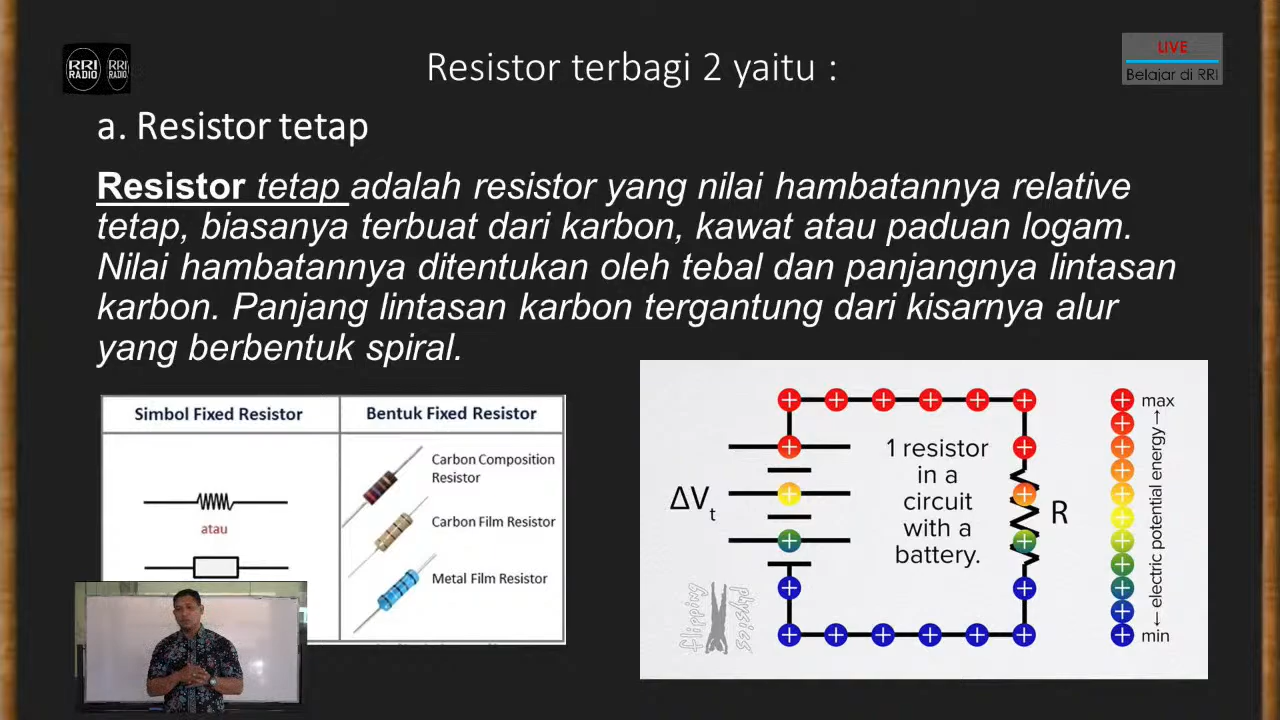 RRI
RADIO
RRI
RADIO
Resistor terbagi 2 yaitu :
LIVE
Belajar di RRI
a. Resistor tetap
Resistor tetap adalah resistor yang nilai hambatannya relative
tetap, biasanya terbuat dari karbon, kawat atau paduan logam.
Nilai hambatannya ditentukan oleh tebal dan panjangnya lintasan
karbon. Panjang lintasan karbon tergantung dari kisarnya alur
yang berbentuk spiral.
Simbol Fixed Resistor
Bentuk Fixed Resistor
Carbon Composition
Resistor
atau
Carbon Film Resistor
Metal Film Resistor
1 resistor
in a
circuit
with a
battery.
ΔVt
R
max
← electric potential energy →
min
flipping
physics